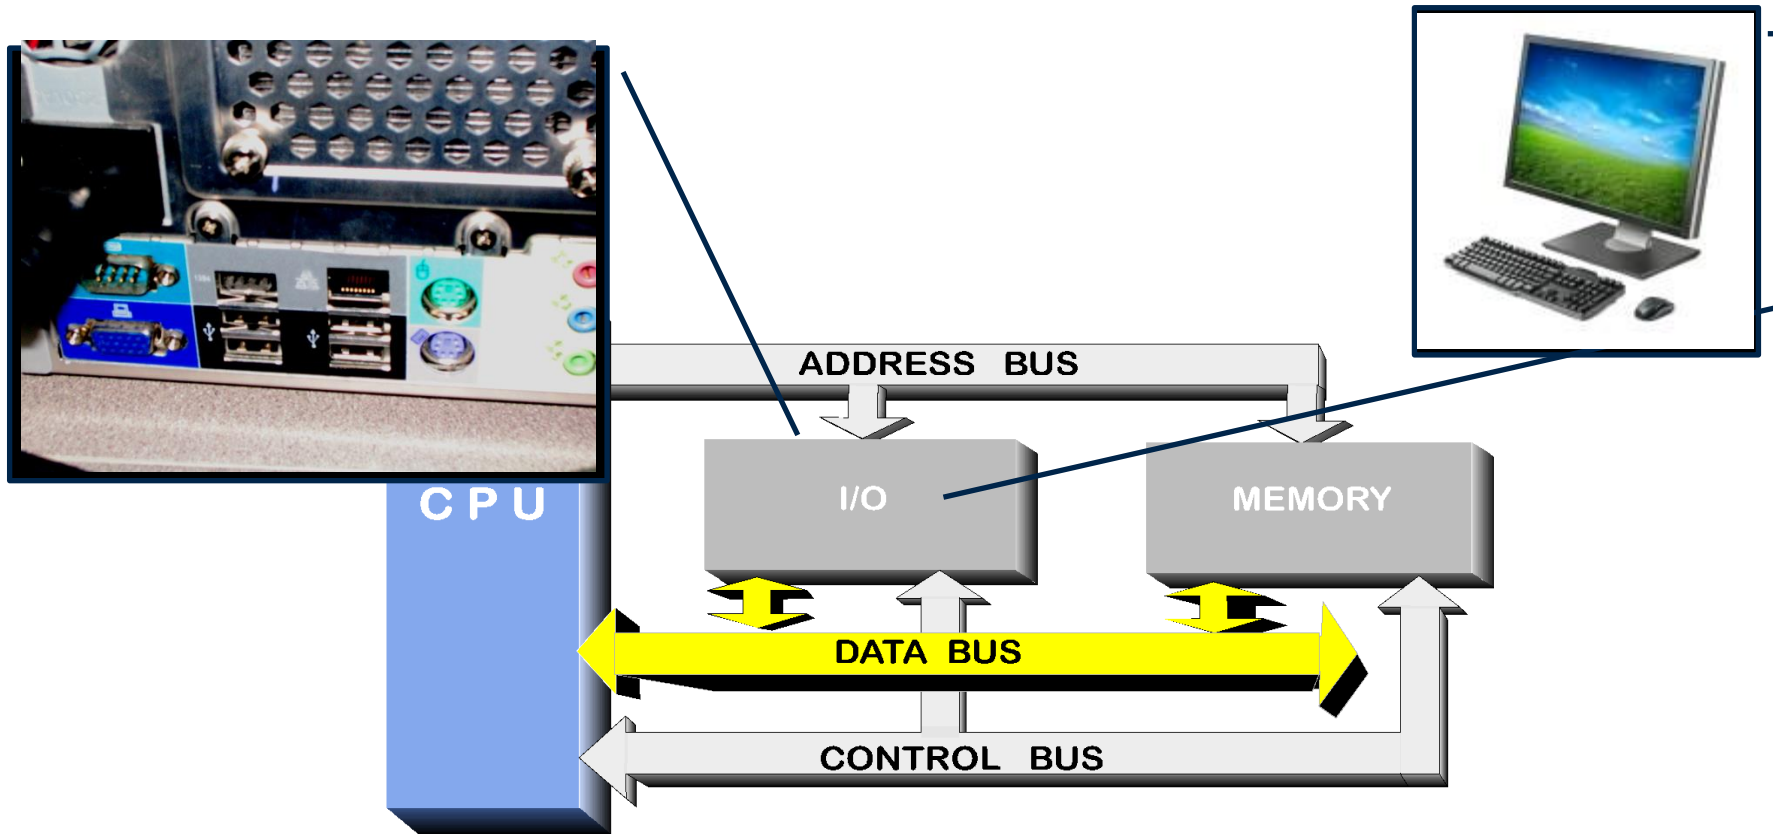 ADDRESS BUS
CPU
I/O
MEMORY
DATA BUS
CONTROL BUS